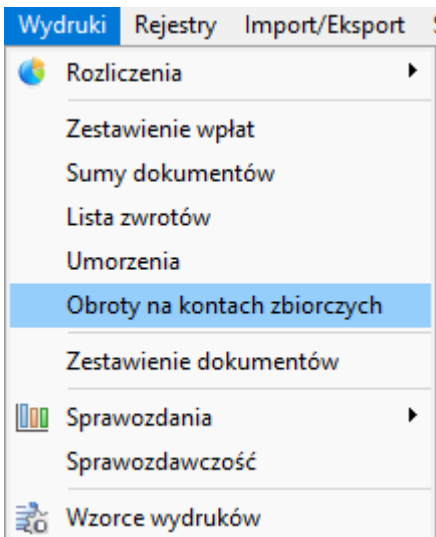 Wydruki Rejestry Import/Eksport
Rozliczenia
Zestawienie wpłat
Sumy dokumentów
Lista zwrotów
Umorzenia
Obroty na kontach zbiorczych
Zestawienie dokumentów
Sprawozdania
Sprawozdawczość
Wzorce wydruków